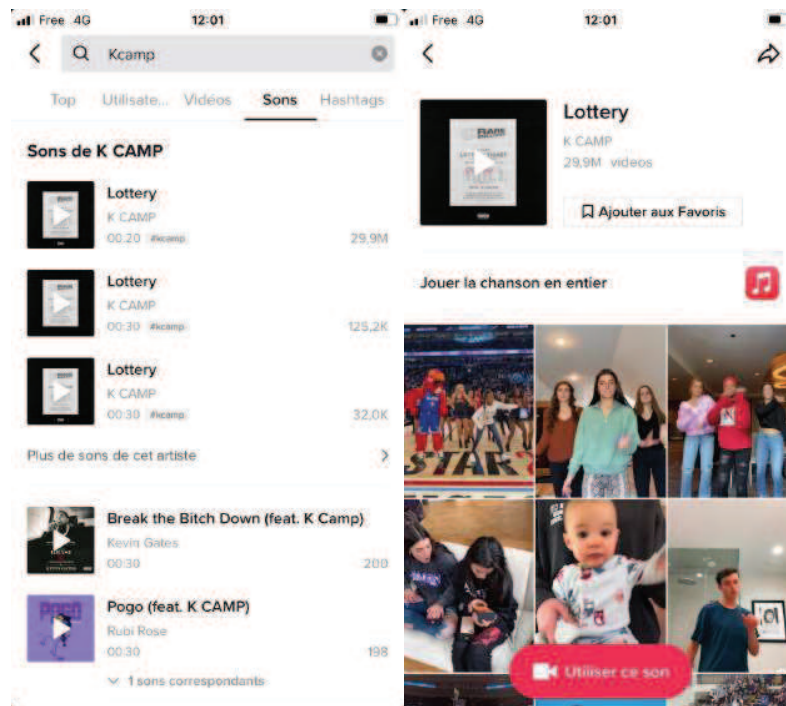 Free 4G 12:01
Kcamp
Top Utilisate... Vidéos Sons Hashtags
Sons de K CAMP
Lottery
K CAMP
00:20 #kcamp 29,9M
Lottery
K CAMP
00:30 #kcamp 125,2K
Lottery
K CAMP
00:30 #kcamp 32,0K
Plus de sons de cet artiste
Break the Bitch Down (feat. K Camp)
Kevin Gates
00:30 200
Pogo (feat. K CAMP)
Rubi Rose
00:30 198
1 sons correspondants
Free 4G 12:01
Lottery
K CAMP
29,9M videos
Ajouter aux Favoris
Jouer la chanson en entier
STAR
Utiliser ce son